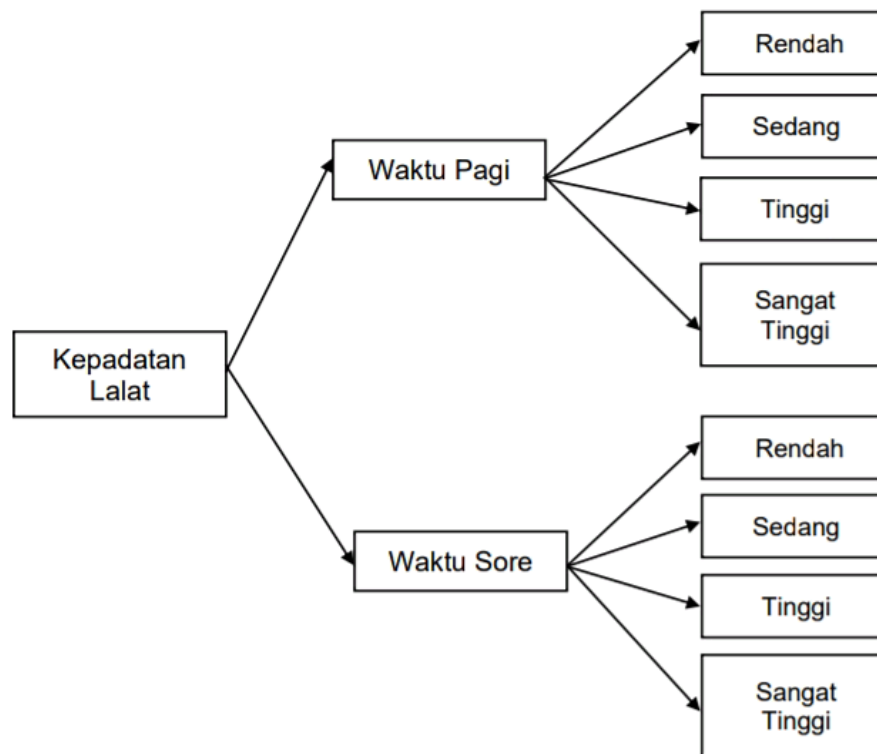 Kepadatan
Lalat
Waktu Pagi
Rendah
Sedang
Tinggi
Sangat
Tinggi
Waktu Sore
Rendah
Sedang
Tinggi
Sangat
Tinggi